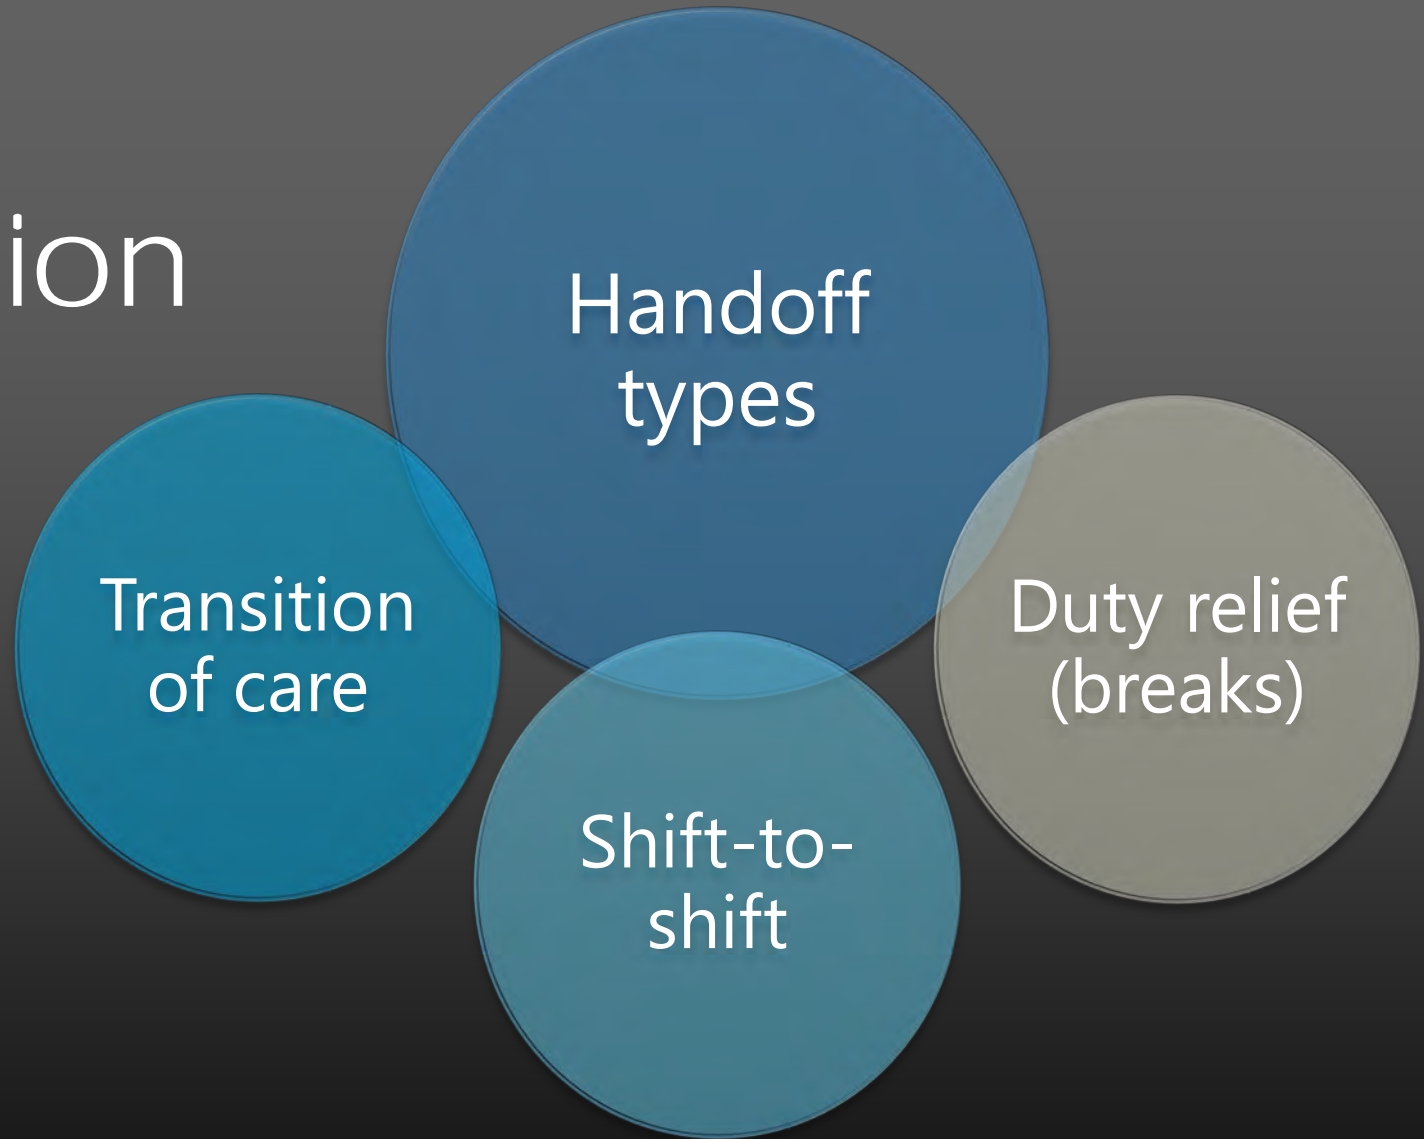 ion
Handoff
types
Transition
of care
Duty relief
(breaks)
Shift-to-
shift